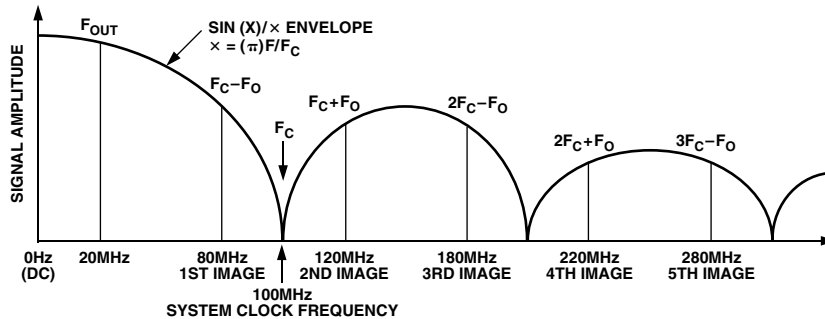 SIGNAL AMPLITUDE
F_OUT
SIN (X)/× ENVELOPE
× = (π)F/F_C
F_C–F_O
F_C
F_C+F_O
2F_C–F_O
2F_C+F_O
3F_C–F_O
0Hz
(DC)
20MHz
80MHz
1ST IMAGE
120MHz
2ND IMAGE
180MHz
3RD IMAGE
220MHz
4TH IMAGE
280MHz
5TH IMAGE
100MHz
SYSTEM CLOCK FREQUENCY